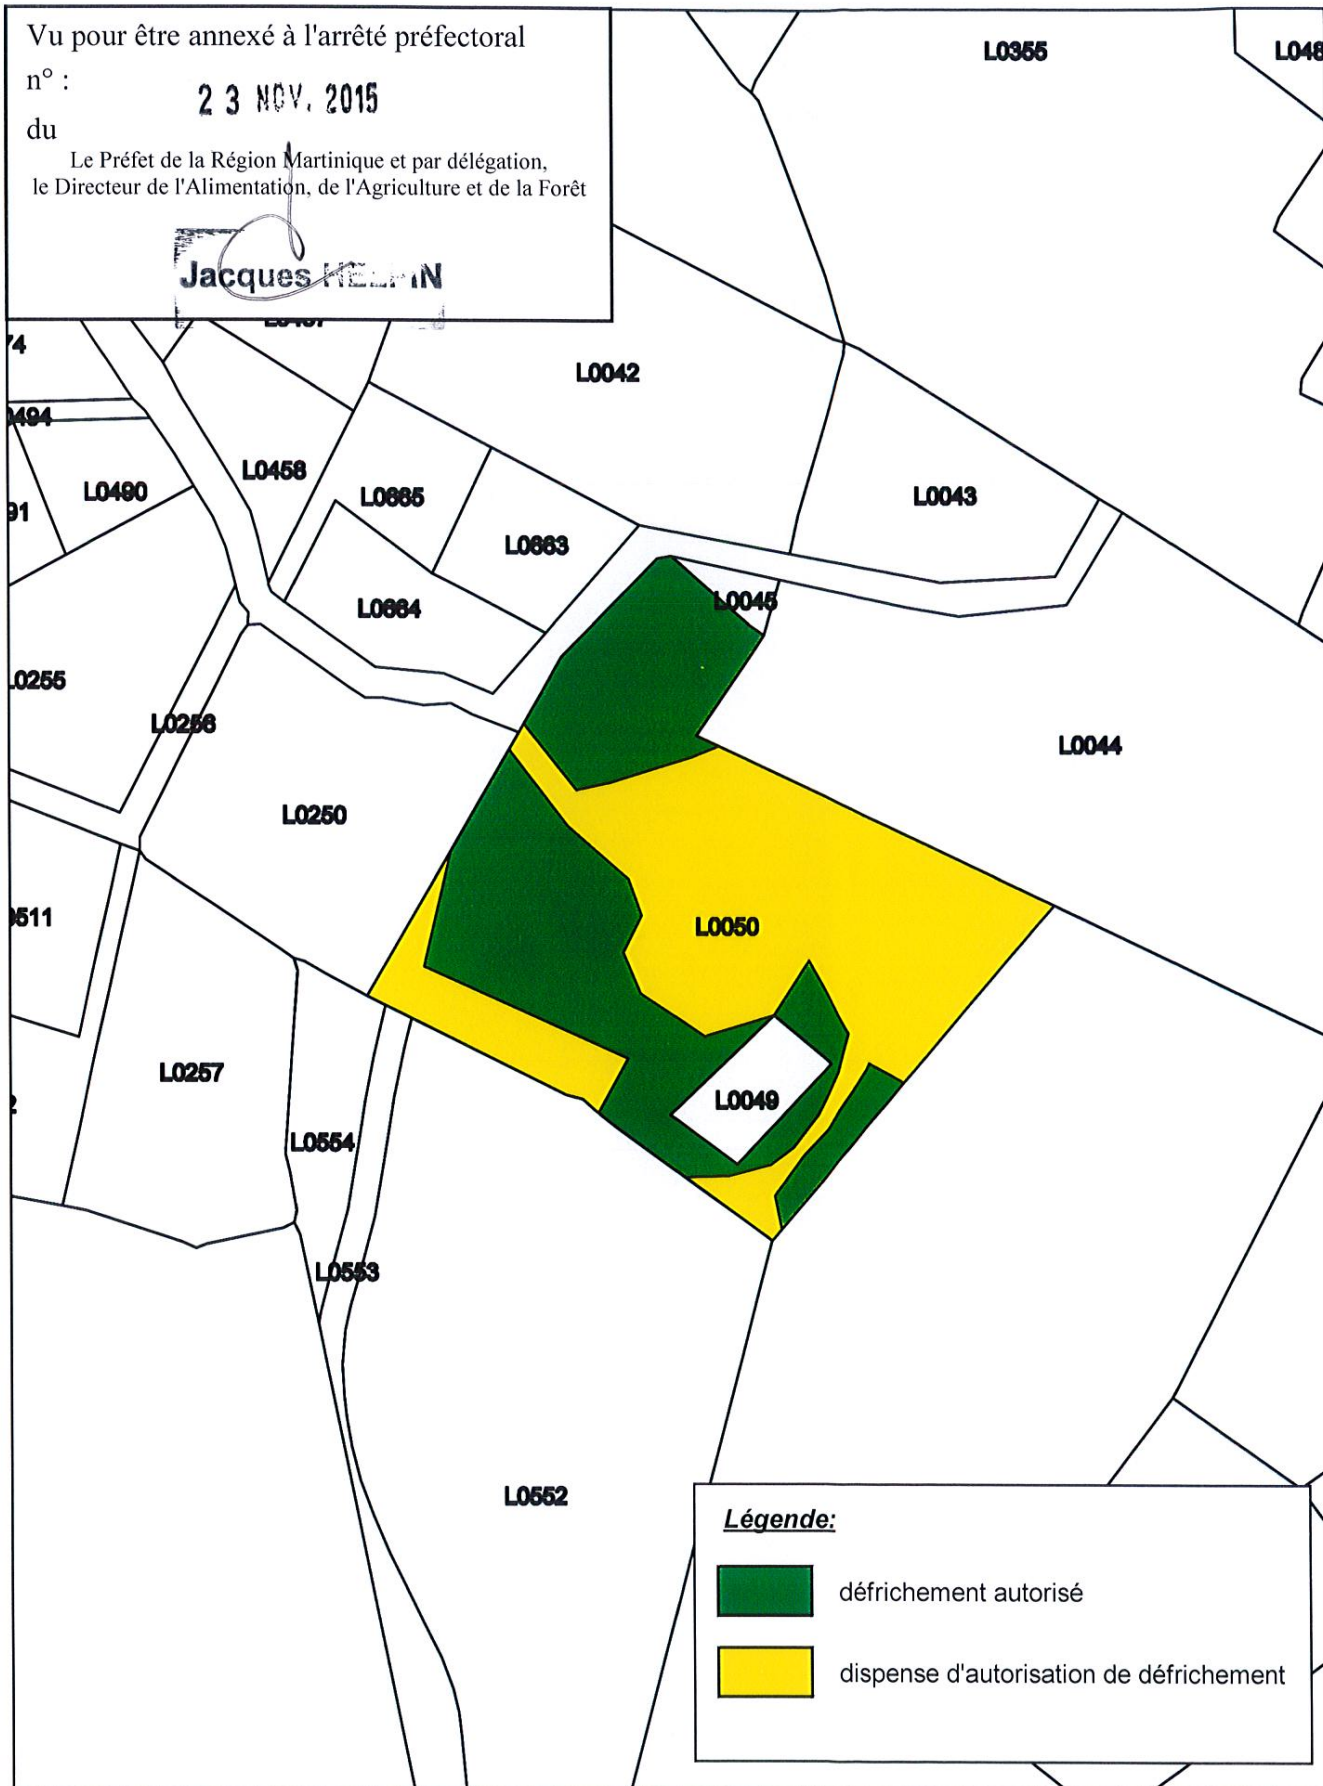 Vu pour être annexé à l'arrêté préfectoral
n° :
23 NOV. 2015
du
Le Préfet de la Région Martinique et par délégation,
le Directeur de l'Alimentation, de l'Agriculture et de la Forêt
Jacques
L0355
L0042
L0494
L0490
L0458
L0665
L0043
L0663
L0664
L0045
L0255
L0256
L0044
L0250
L0050
L0257
L0049
L0554
L0553
L0552
Légende:
défrichement autorisé
dispense d'autorisation de défrichement